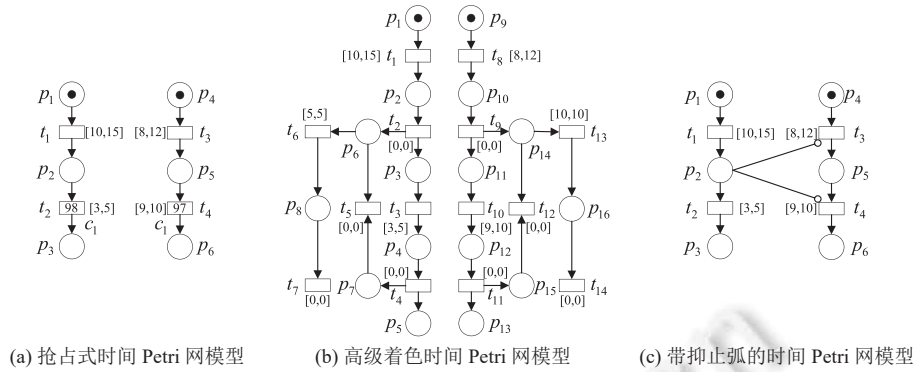 p₁ p₉
[10,15] t₁ t₈ [8,12]
p₂ p₁₀
p₁ p₄ [5,5] [10,10]
t₆ t₂ t₉ t₁₃
t₁ [10,15] [8,12] t₃ p₆ [0,0] [0,0] p₁₄
p₂ p₅ p₃ p₁₁
t₂ 98 [3,5] [9,10] 97 t₄ p₈ t₅ t₃ t₁₀ t₁₂ p₁₆
c₁ c₁ [0,0] [3,5] [9,10] [0,0]
p₃ p₆ p₄ p₁₂
t₇ p₇ t₄ [0,0] [0,0] t₁₁ p₁₅ t₁₄
[0,0] [0,0]
p₅ p₁₃
p₁ p₄
t₁ [10,15] [8,12] t₃
p₂ p₅
t₂ [3,5] [9,10] t₄
p₃ p₆
(a) 抢占式时间 Petri 网模型 (b) 高级着色时间 Petri 网模型 (c) 带抑止弧的时间 Petri 网模型